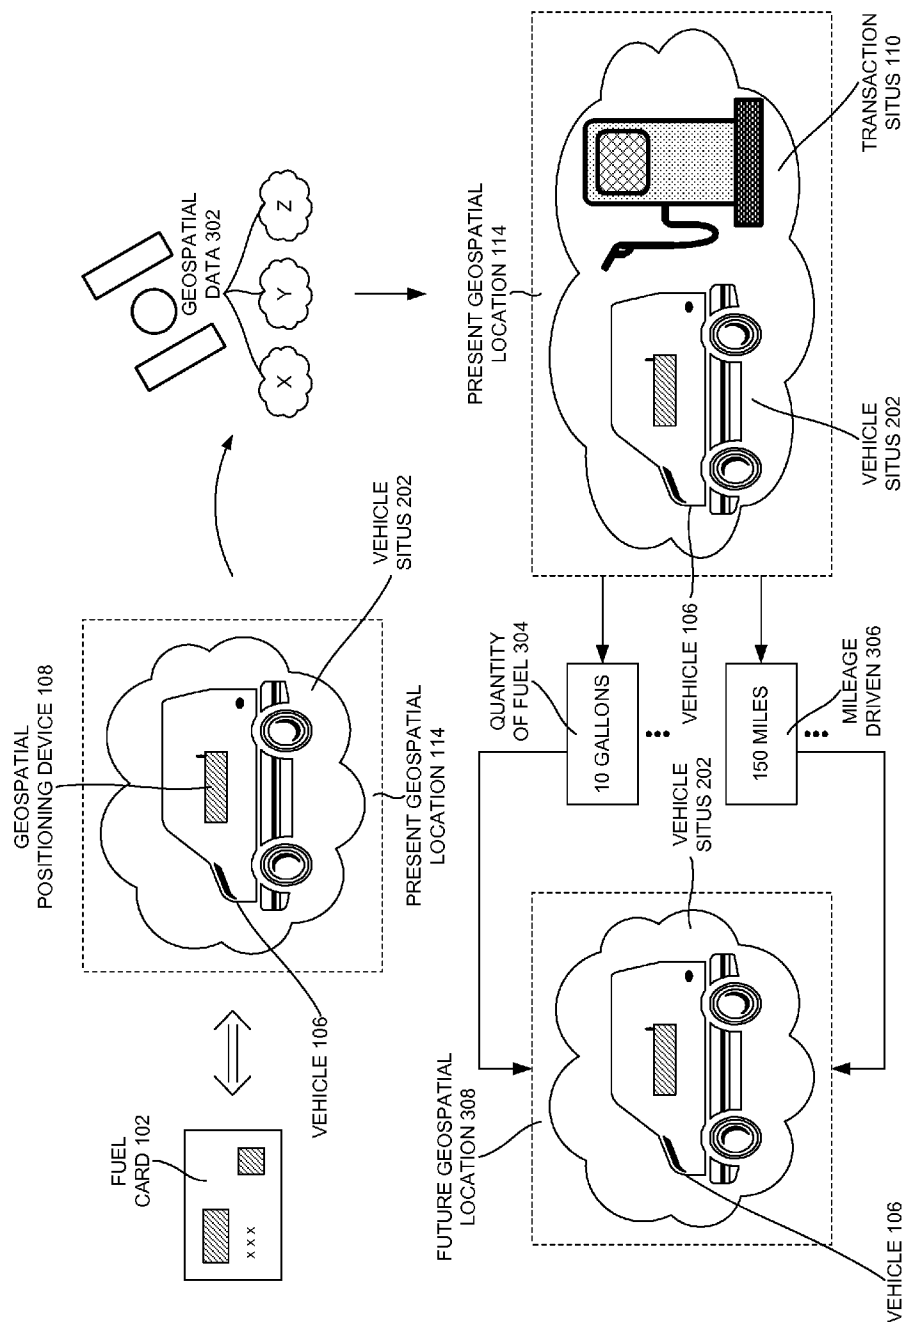 FUEL
CARD 102
x x x
VEHICLE 106
GEOSPATIAL
POSITIONING DEVICE 108
PRESENT GEOSPATIAL
LOCATION 114
VEHICLE
SITUS 202
GEOSPATIAL
DATA 302
X
Y
Z
FUTURE GEOSPATIAL
LOCATION 308
VEHICLE 106
VEHICLE
SITUS 202
QUANTITY
OF FUEL 304
10 GALLONS
150 MILES
MILEAGE
DRIVEN 306
VEHICLE 106
PRESENT GEOSPATIAL
LOCATION 114
VEHICLE
SITUS 202
TRANSACTION
SITUS 110